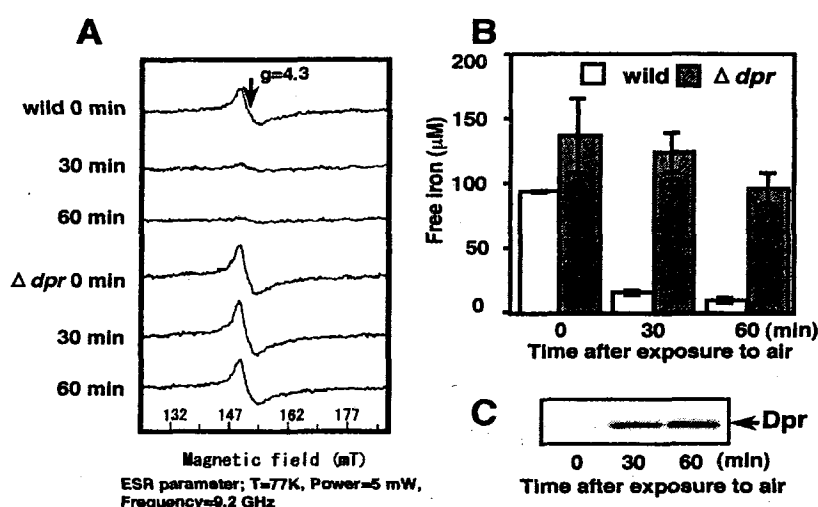 A
g=4.3
wild 0 min
30 min
60 min
Δ dpr 0 min
30 min
60 min
132 147 162 177
Magnetic field (mT)
ESR parameter; T=77K, Power=5 mW,
Frequency=9.2 GHz
B
200
150
100
50
0
Free iron (μM)
wild Δ dpr
0 30 60 (min)
Time after exposure to air
C
Dpr
0 30 60 (min)
Time after exposure to air